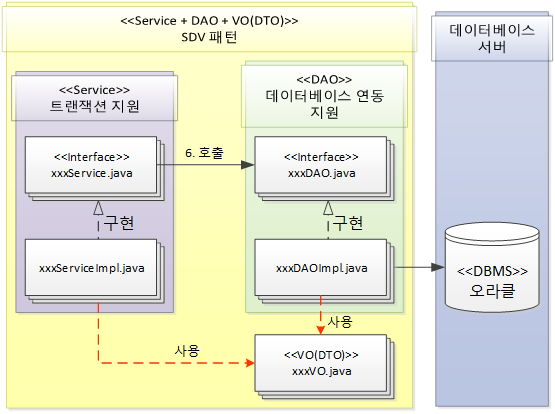 <<Service + DAO + VO(DTO)>>
SDV 패턴
데이터베이스
서버
<<Service>>
트랜잭션 지원
<<DAO>>
데이터베이스 연동
지원
<<Interface>>
xxxService.java
6. 호출
<<Interface>>
xxxDAO.java
구현
구현
xxxServiceImpl.java
xxxDAOImpl.java
<<DBMS>>
오라클
사용
사용
<<VO(DTO)>>
xxxVO.java